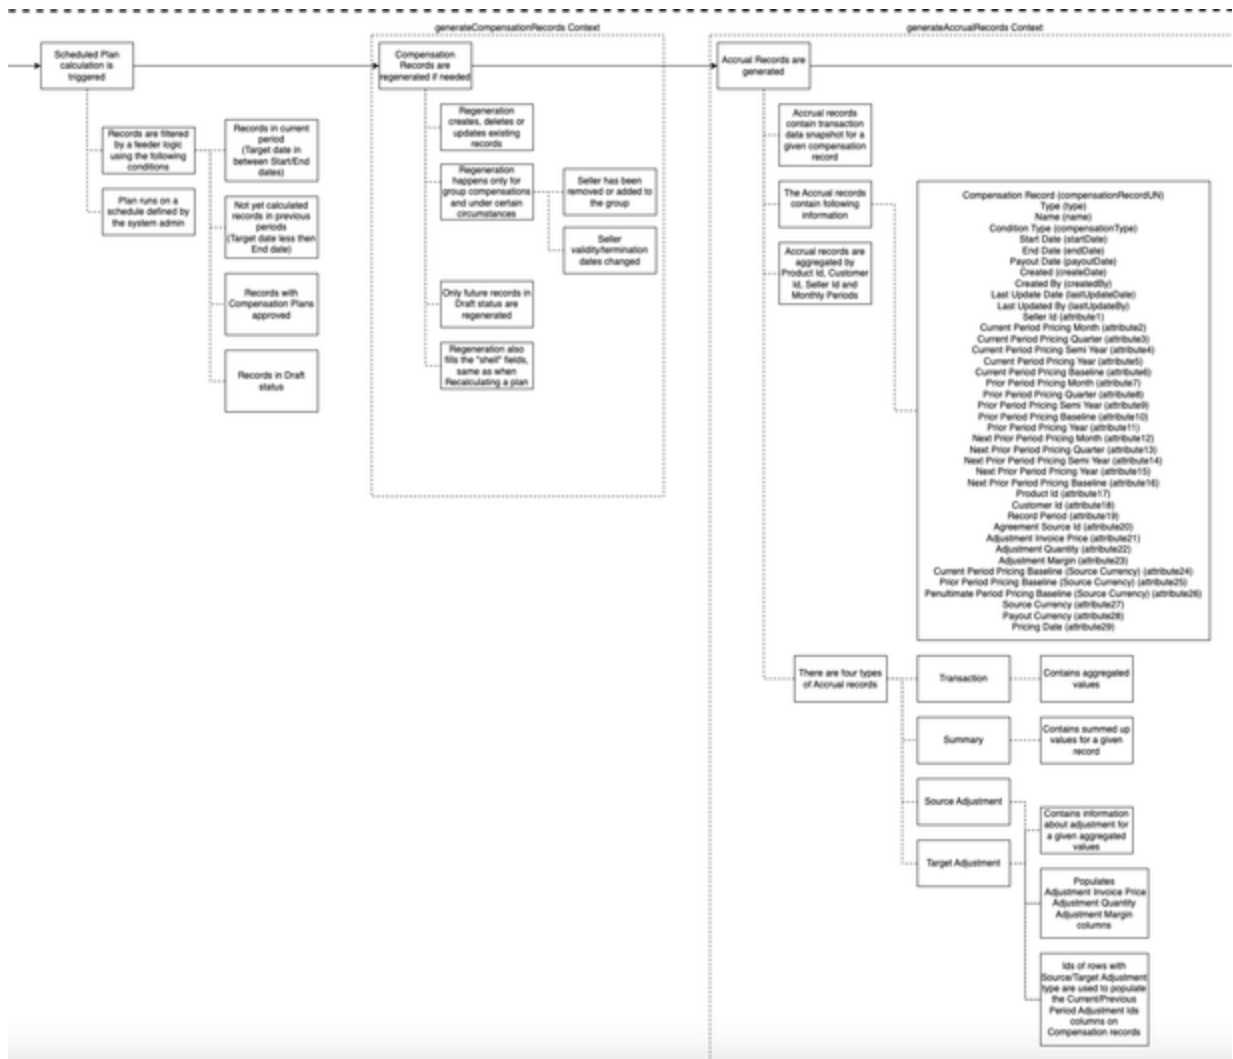 generateCompensationRecords Context
generateAccrualRecords Context
Scheduled Plan
calculation is
triggered
Compensation
Records are
regenerated if needed
Accrual Records are
generated
Records are filtered
by a feeder logic
using the following
conditions
Plan runs on a
schedule defined by
the system admin
Records in current
period
(Target date in
between Start/End
dates)
Not yet calculated
records in previous
periods
(Target date less then
End date)
Records with
Compensation Plans
approved
Records in Draft
status
Regeneration
creates, deletes or
updates existing
records
Regeneration
happens only for
group compensations
and under certain
circumstances
Seller has been
removed or added to
the group
Seller
validity/termination
dates changed
Only future records in
Draft status are
regenerated
Regeneration also
fills the "shell" fields,
same as when
Recalculating a plan
Accrual records
contain transaction
data snapshot for a
given compensation
record
The Accrual records
contain following
information
Accrual records are
aggregated by
Product Id, Customer
Id, Seller Id and
Monthly Periods
Compensation Record (compensationRecordUN)
Type (type)
Name (name)
Condition Type (compensationType)
Start Date (startDate)
End Date (endDate)
Payout Date (payoutDate)
Created (createDate)
Created By (createdBy)
Last Update Date (lastUpdateDate)
Last Updated By (lastUpdateBy)
Seller Id (attribute1)
Current Period Pricing Month (attribute2)
Current Period Pricing Quarter (attribute3)
Current Period Pricing Semi Year (attribute4)
Current Period Pricing Year (attribute5)
Current Period Pricing Baseline (attribute6)
Prior Period Pricing Month (attribute7)
Prior Period Pricing Quarter (attribute8)
Prior Period Pricing Semi Year (attribute9)
Prior Period Pricing Baseline (attribute10)
Prior Period Pricing Year (attribute11)
Next Prior Period Pricing Month (attribute12)
Next Prior Period Pricing Quarter (attribute13)
Next Prior Period Pricing Semi Year (attribute14)
Next Prior Period Pricing Year (attribute15)
Next Prior Period Pricing Baseline (attribute16)
Product Id (attribute17)
Customer Id (attribute18)
Record Period (attribute19)
Agreement Source Id (attribute20)
Adjustment Invoice Price (attribute21)
Adjustment Quantity (attribute22)
Adjustment Margin (attribute23)
Current Period Pricing Baseline (Source Currency) (attribute24)
Prior Period Pricing Baseline (Source Currency) (attribute25)
Penultimate Period Pricing Baseline (Source Currency) (attribute26)
Source Currency (attribute27)
Payout Currency (attribute28)
Pricing Date (attribute29)
There are four types
of Accrual records
Transaction
Contains aggregated
values
Summary
Contains summed up
values for a given
record
Source Adjustment
Target Adjustment
Contains information
about adjustment for
a given aggregated
values
Populates
Adjustment Invoice Price
Adjustment Quantity
Adjustment Margin
columns
Ids of rows with
Source/Target Adjustment
type are used to populate
the Current/Previous
Period Adjustment Ids
columns on
Compensation records